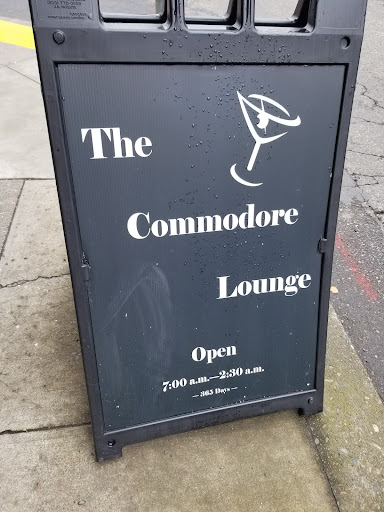 The
Commodore
Lounge
Open
7:00 a.m.—2:30 a.m.
— 365 Days —